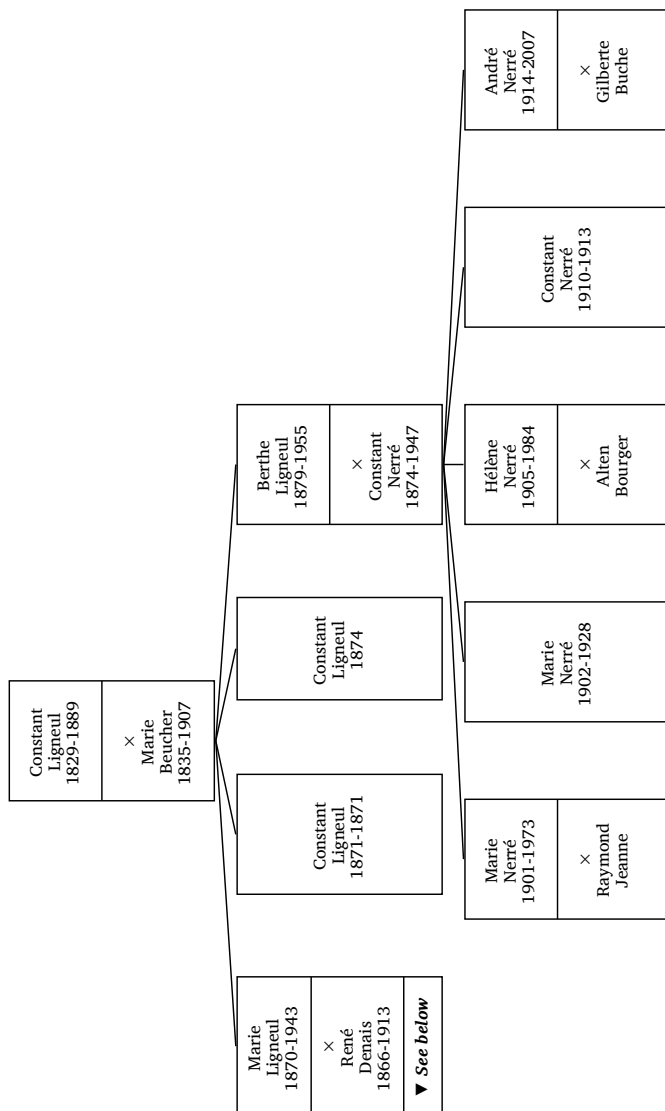 Constant
Ligneul
1829-1889
×
Marie
Beucher
1835-1907
Marie
Ligneul
1870-1943
×
René
Denais
1866-1913
▼ See below
Constant
Ligneul
1871-1871
Constant
Ligneul
1874
Berthe
Ligneul
1879-1955
×
Constant
Nerré
1874-1947
Marie
Nerré
1901-1973
×
Raymond
Jeanne
Marie
Nerré
1902-1928
Hélène
Nerré
1905-1984
×
Alten
Bourger
Constant
Nerré
1910-1913
André
Nerré
1914-2007
×
Gilberte
Buche